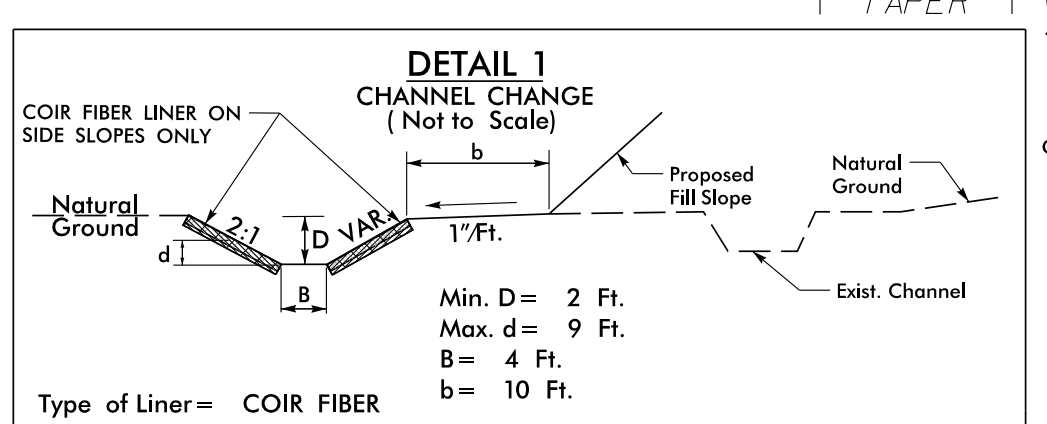 PAPER
DETAIL 1
CHANNEL CHANGE
( Not to Scale)
COIR FIBER LINER ON
SIDE SLOPES ONLY
b
Proposed
Fill Slope
Natural
Ground
Natural
Ground
2:1
D
VAR.
1"/Ft.
d
B
Exist. Channel
Min. D= 2 Ft.
Max. d= 9 Ft.
B= 4 Ft.
b= 10 Ft.
Type of Liner= COIR FIBER